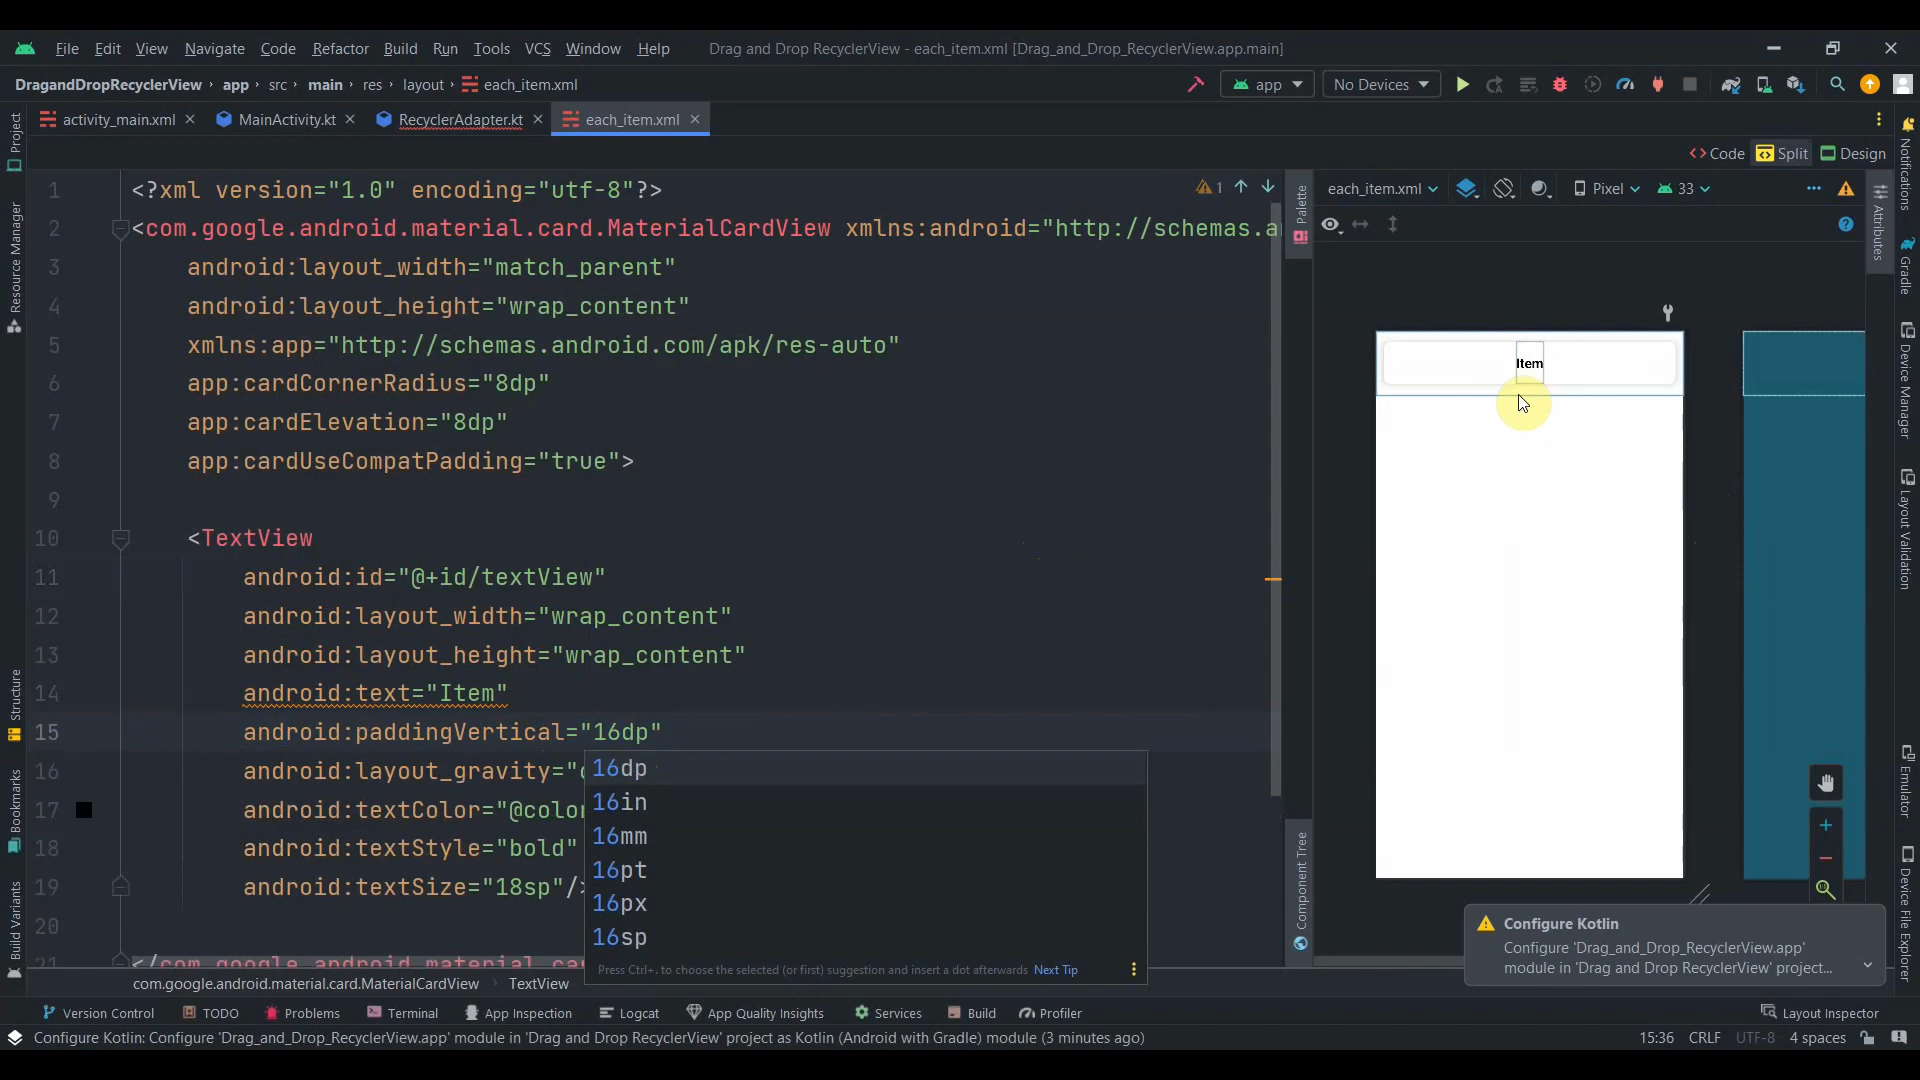 File Edit View Navigate Code Refactor Build Run Tools VCS Window Help Drag and Drop RecyclerView - each_item.xml [Drag_and_Drop_RecyclerView.app.main]
DragandDropRecyclerView app src main res layout each_item.xml app No Devices
activity_main.xml MainActivity.kt RecyclerAdapter.kt each_item.xml
Code Split Design
Project
Resource Manager
Structure
Bookmarks
Build Variants
1 <?xml version="1.0" encoding="utf-8"?>
2 <com.google.android.material.card.MaterialCardView xmlns:android="http://schemas.a
3 android:layout_width="match_parent"
4 android:layout_height="wrap_content"
5 xmlns:app="http://schemas.android.com/apk/res-auto"
6 app:cardCornerRadius="8dp"
7 app:cardElevation="8dp"
8 app:cardUseCompatPadding="true">
9
10 <TextView
11 android:id="@+id/textView"
12 android:layout_width="wrap_content"
13 android:layout_height="wrap_content"
14 android:text="Item"
15 android:paddingVertical="16dp"
16 android:layout_gravity="
17 android:textColor="@color
18 android:textStyle="bold"
19 android:textSize="18sp"/
20
21 </com.google.android.material.ca
1
16dp
16in
16mm
16pt
16px
16sp
Press Ctrl+. to choose the selected (or first) suggestion and insert a dot afterwards Next Tip
Palette
Component Tree
each_item.xml Pixel 33
Item
Attributes
Notifications
Gradle
Device Manager
Layout Validation
Emulator
Device File Explorer
Configure Kotlin
Configure 'Drag_and_Drop_RecyclerView.app'
module in 'Drag and Drop RecyclerView' project...
com.google.android.material.card.MaterialCardView TextView
Version Control TODO Problems Terminal App Inspection Logcat App Quality Insights Services Build Profiler Layout Inspector
Configure Kotlin: Configure 'Drag_and_Drop_RecyclerView.app' module in 'Drag and Drop RecyclerView' project as Kotlin (Android with Gradle) module (3 minutes ago) 15:36 CRLF UTF-8 4 spaces